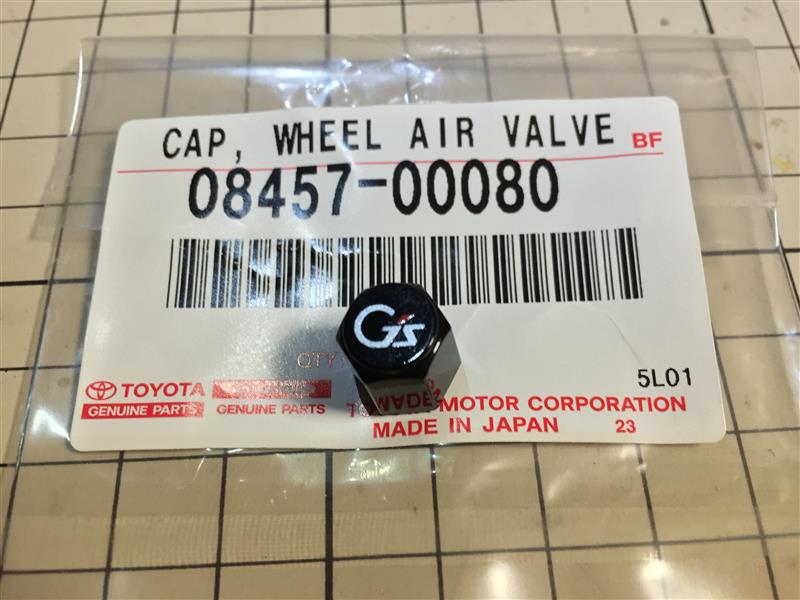 CAP, WHEEL AIR VALVE BF
08457-00080
G's
QTY
5L01
TOYOTA
GENUINE PARTS GENUINE PARTS MOTOR CORPORATION
MADE IN JAPAN 23